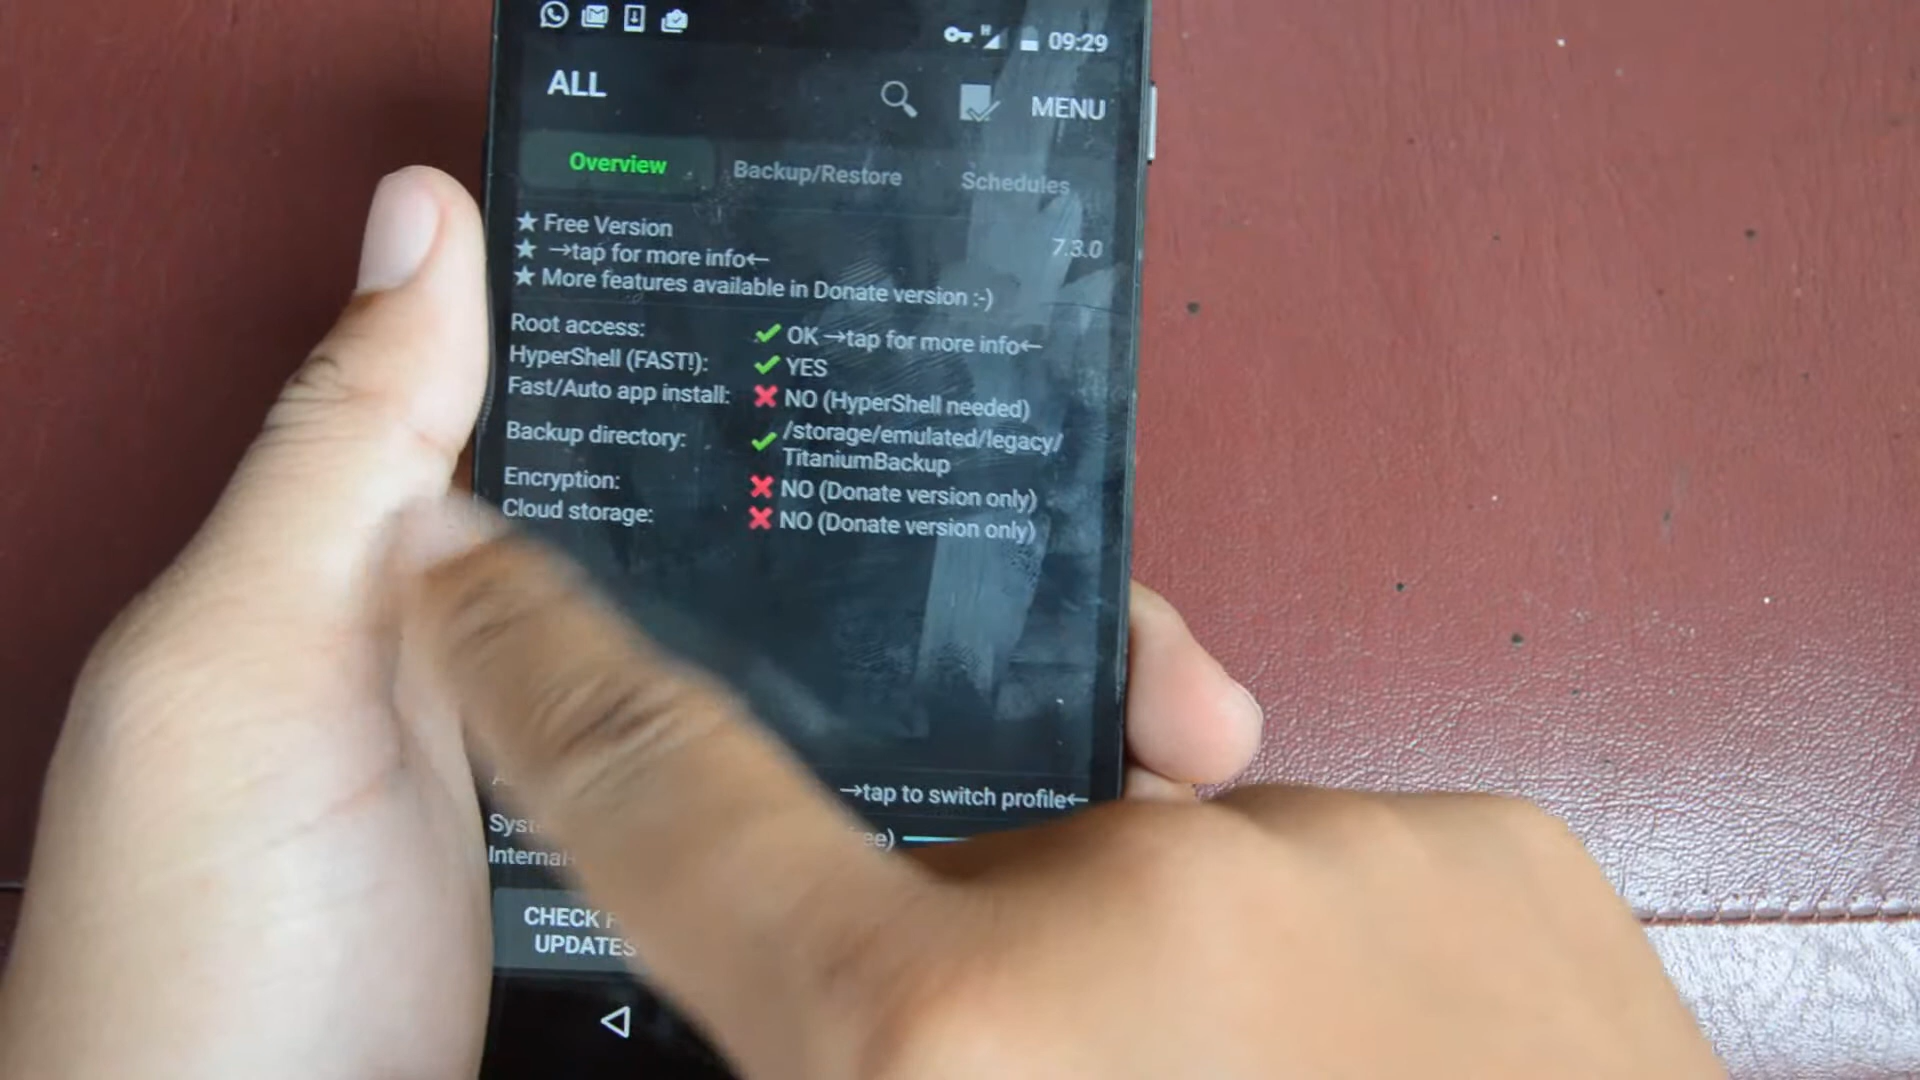 H 09:29
ALL MENU
Overview Backup/Restore Schedules
★ Free Version
★ →tap for more info← 7.3.0
★ More features available in Donate version :-)
Root access: OK →tap for more info←
HyperShell (FAST!): YES
Fast/Auto app install: NO (HyperShell needed)
Backup directory: /storage/emulated/legacy/
TitaniumBackup
Encryption: NO (Donate version only)
Cloud storage: NO (Donate version only)
→tap to switch profile←
Internal
CHECK
UPDATES